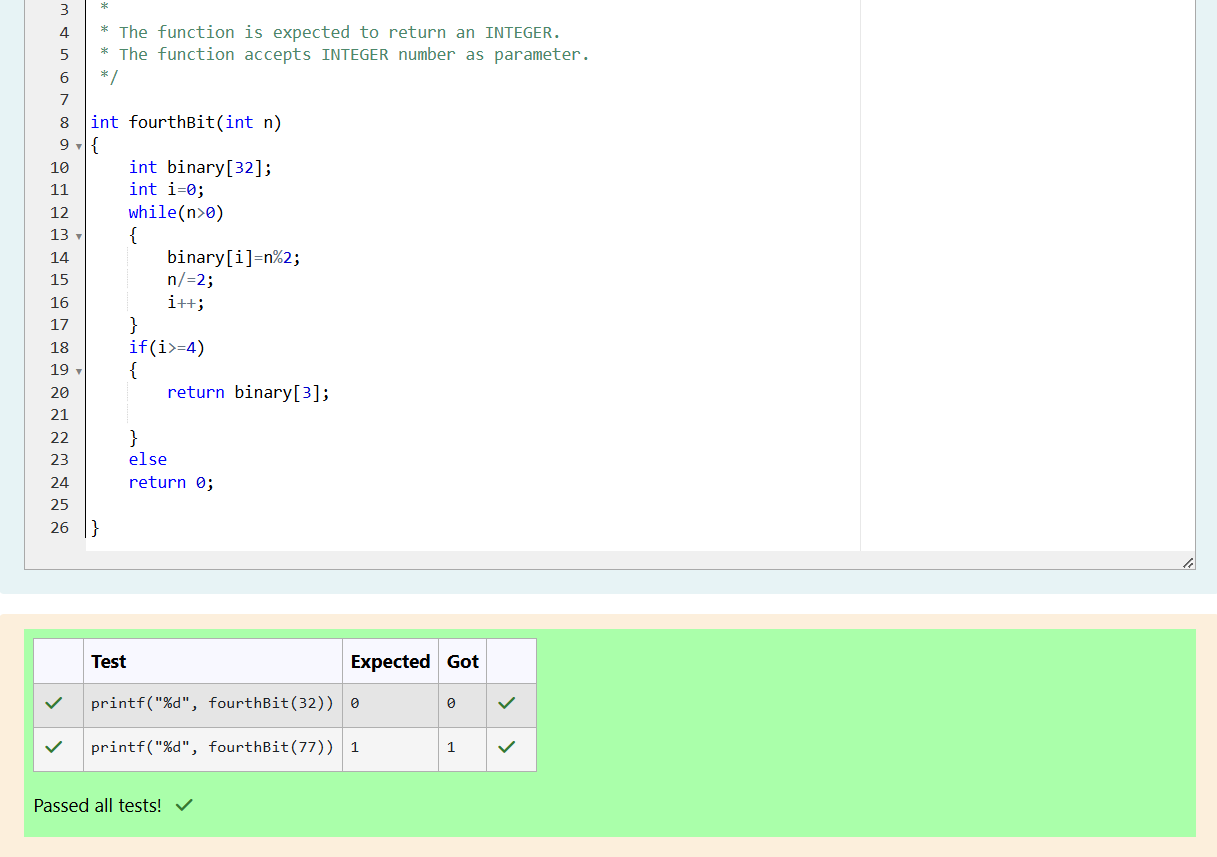 3 *
4 * The function is expected to return an INTEGER.
5 * The function accepts INTEGER number as parameter.
6 */
7
8 int fourthBit(int n)
9 {
10 int binary[32];
11 int i=0;
12 while(n>0)
13 {
14 binary[i]=n%2;
15 n/=2;
16 i++;
17 }
18 if(i>=4)
19 {
20 return binary[3];
21
22 }
23 else
24 return 0;
25
26 }
Test Expected Got
printf("%d", fourthBit(32)) 0 0
printf("%d", fourthBit(77)) 1 1
Passed all tests!